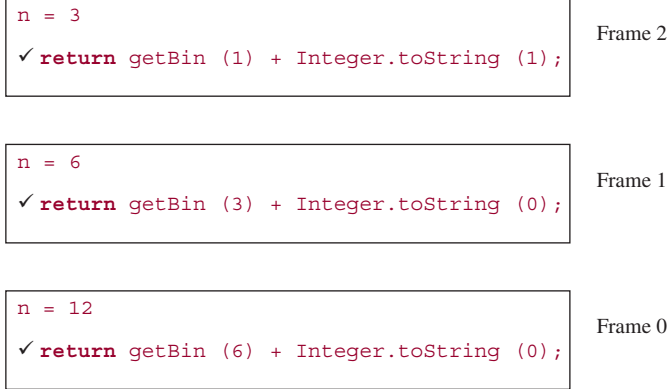 n = 3
Frame 2
✓ return getBin (1) + Integer.toString (1);
n = 6
Frame 1
✓ return getBin (3) + Integer.toString (0);
n = 12
Frame 0
✓ return getBin (6) + Integer.toString (0);